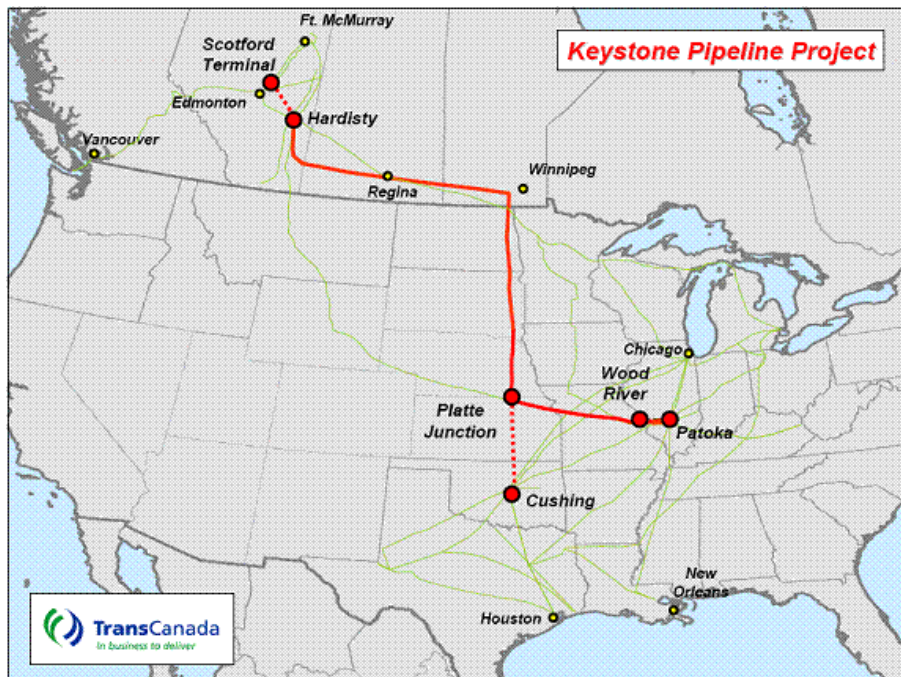 Ft. McMurray
Scotford
Terminal
Keystone Pipeline Project
Edmonton
Hardisty
Vancouver
Winnipeg
Regina
Chicago
Wood
River
Platte
Junction
Patoka
Cushing
New
Orleans
Houston
TransCanada
In business to deliver